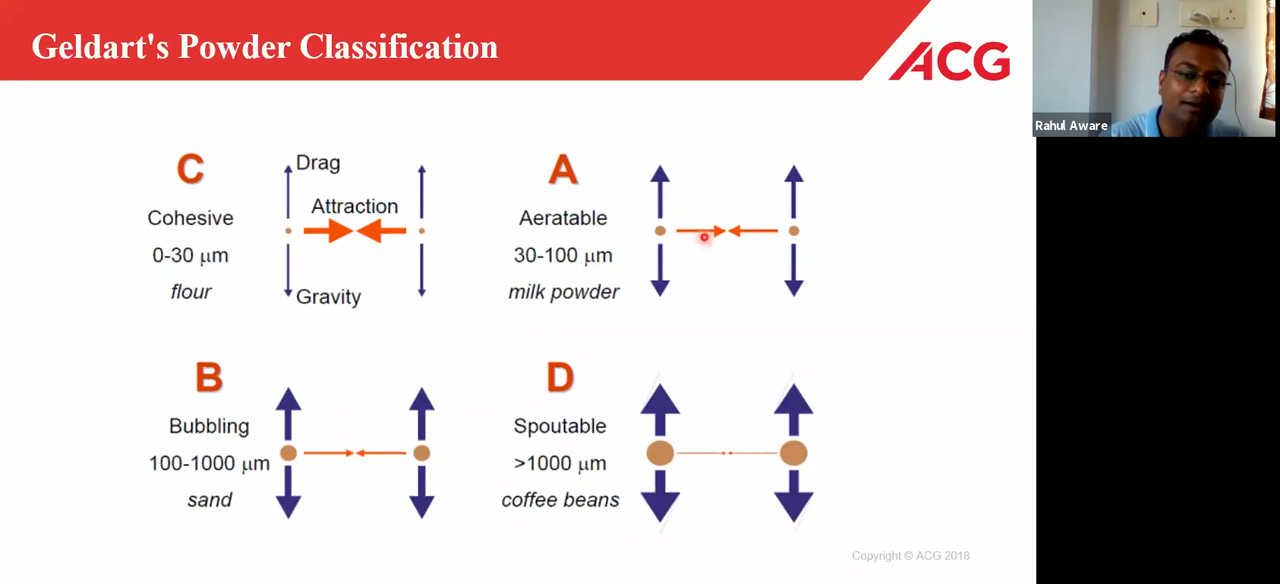 Geldart's Powder Classification
ACG
Rahul Aware
C
Drag
Cohesive
Attraction
0-30 μm
flour
Gravity
A
Aeratable
30-100 μm
milk powder
B
Bubbling
100-1000 μm
sand
D
Spoutable
>1000 μm
coffee beans
Copyright © ACG 2018